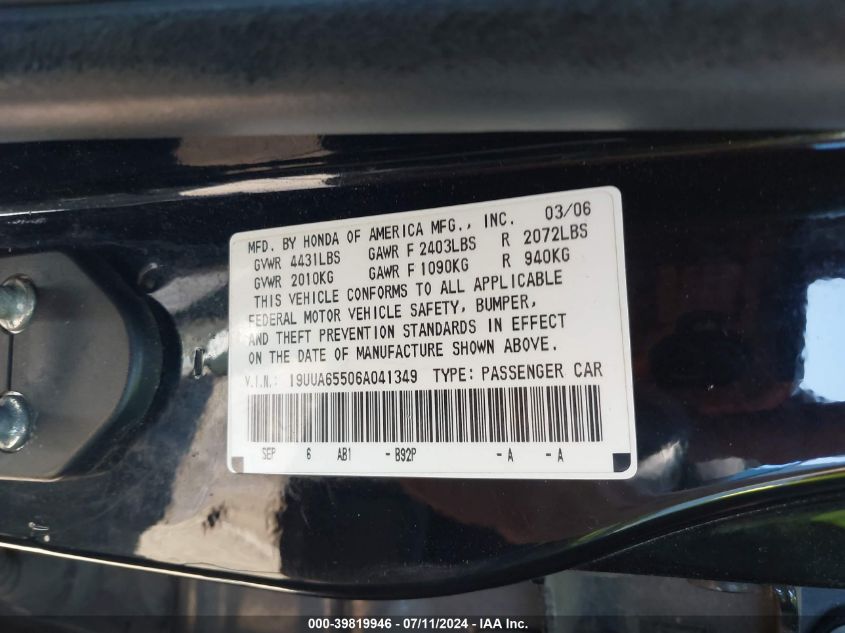 MFD. BY HONDA OF AMERICA MFG., INC. 03/06
GVWR 4431LBS GAWR F 2403LBS R 2072LBS
GVWR 2010KG GAWR F 1090KG R 940KG
THIS VEHICLE CONFORMS TO ALL APPLICABLE
FEDERAL MOTOR VEHICLE SAFETY, BUMPER,
AND THEFT PREVENTION STANDARDS IN EFFECT
ON THE DATE OF MANUFACTURE SHOWN ABOVE.
V.I.N.: 19UUA65506A041349 TYPE: PASSENGER CAR
SEP 6 AB1 - B92P - A - A
000-39819946 - 07/11/2024 - US - IAA Inc.